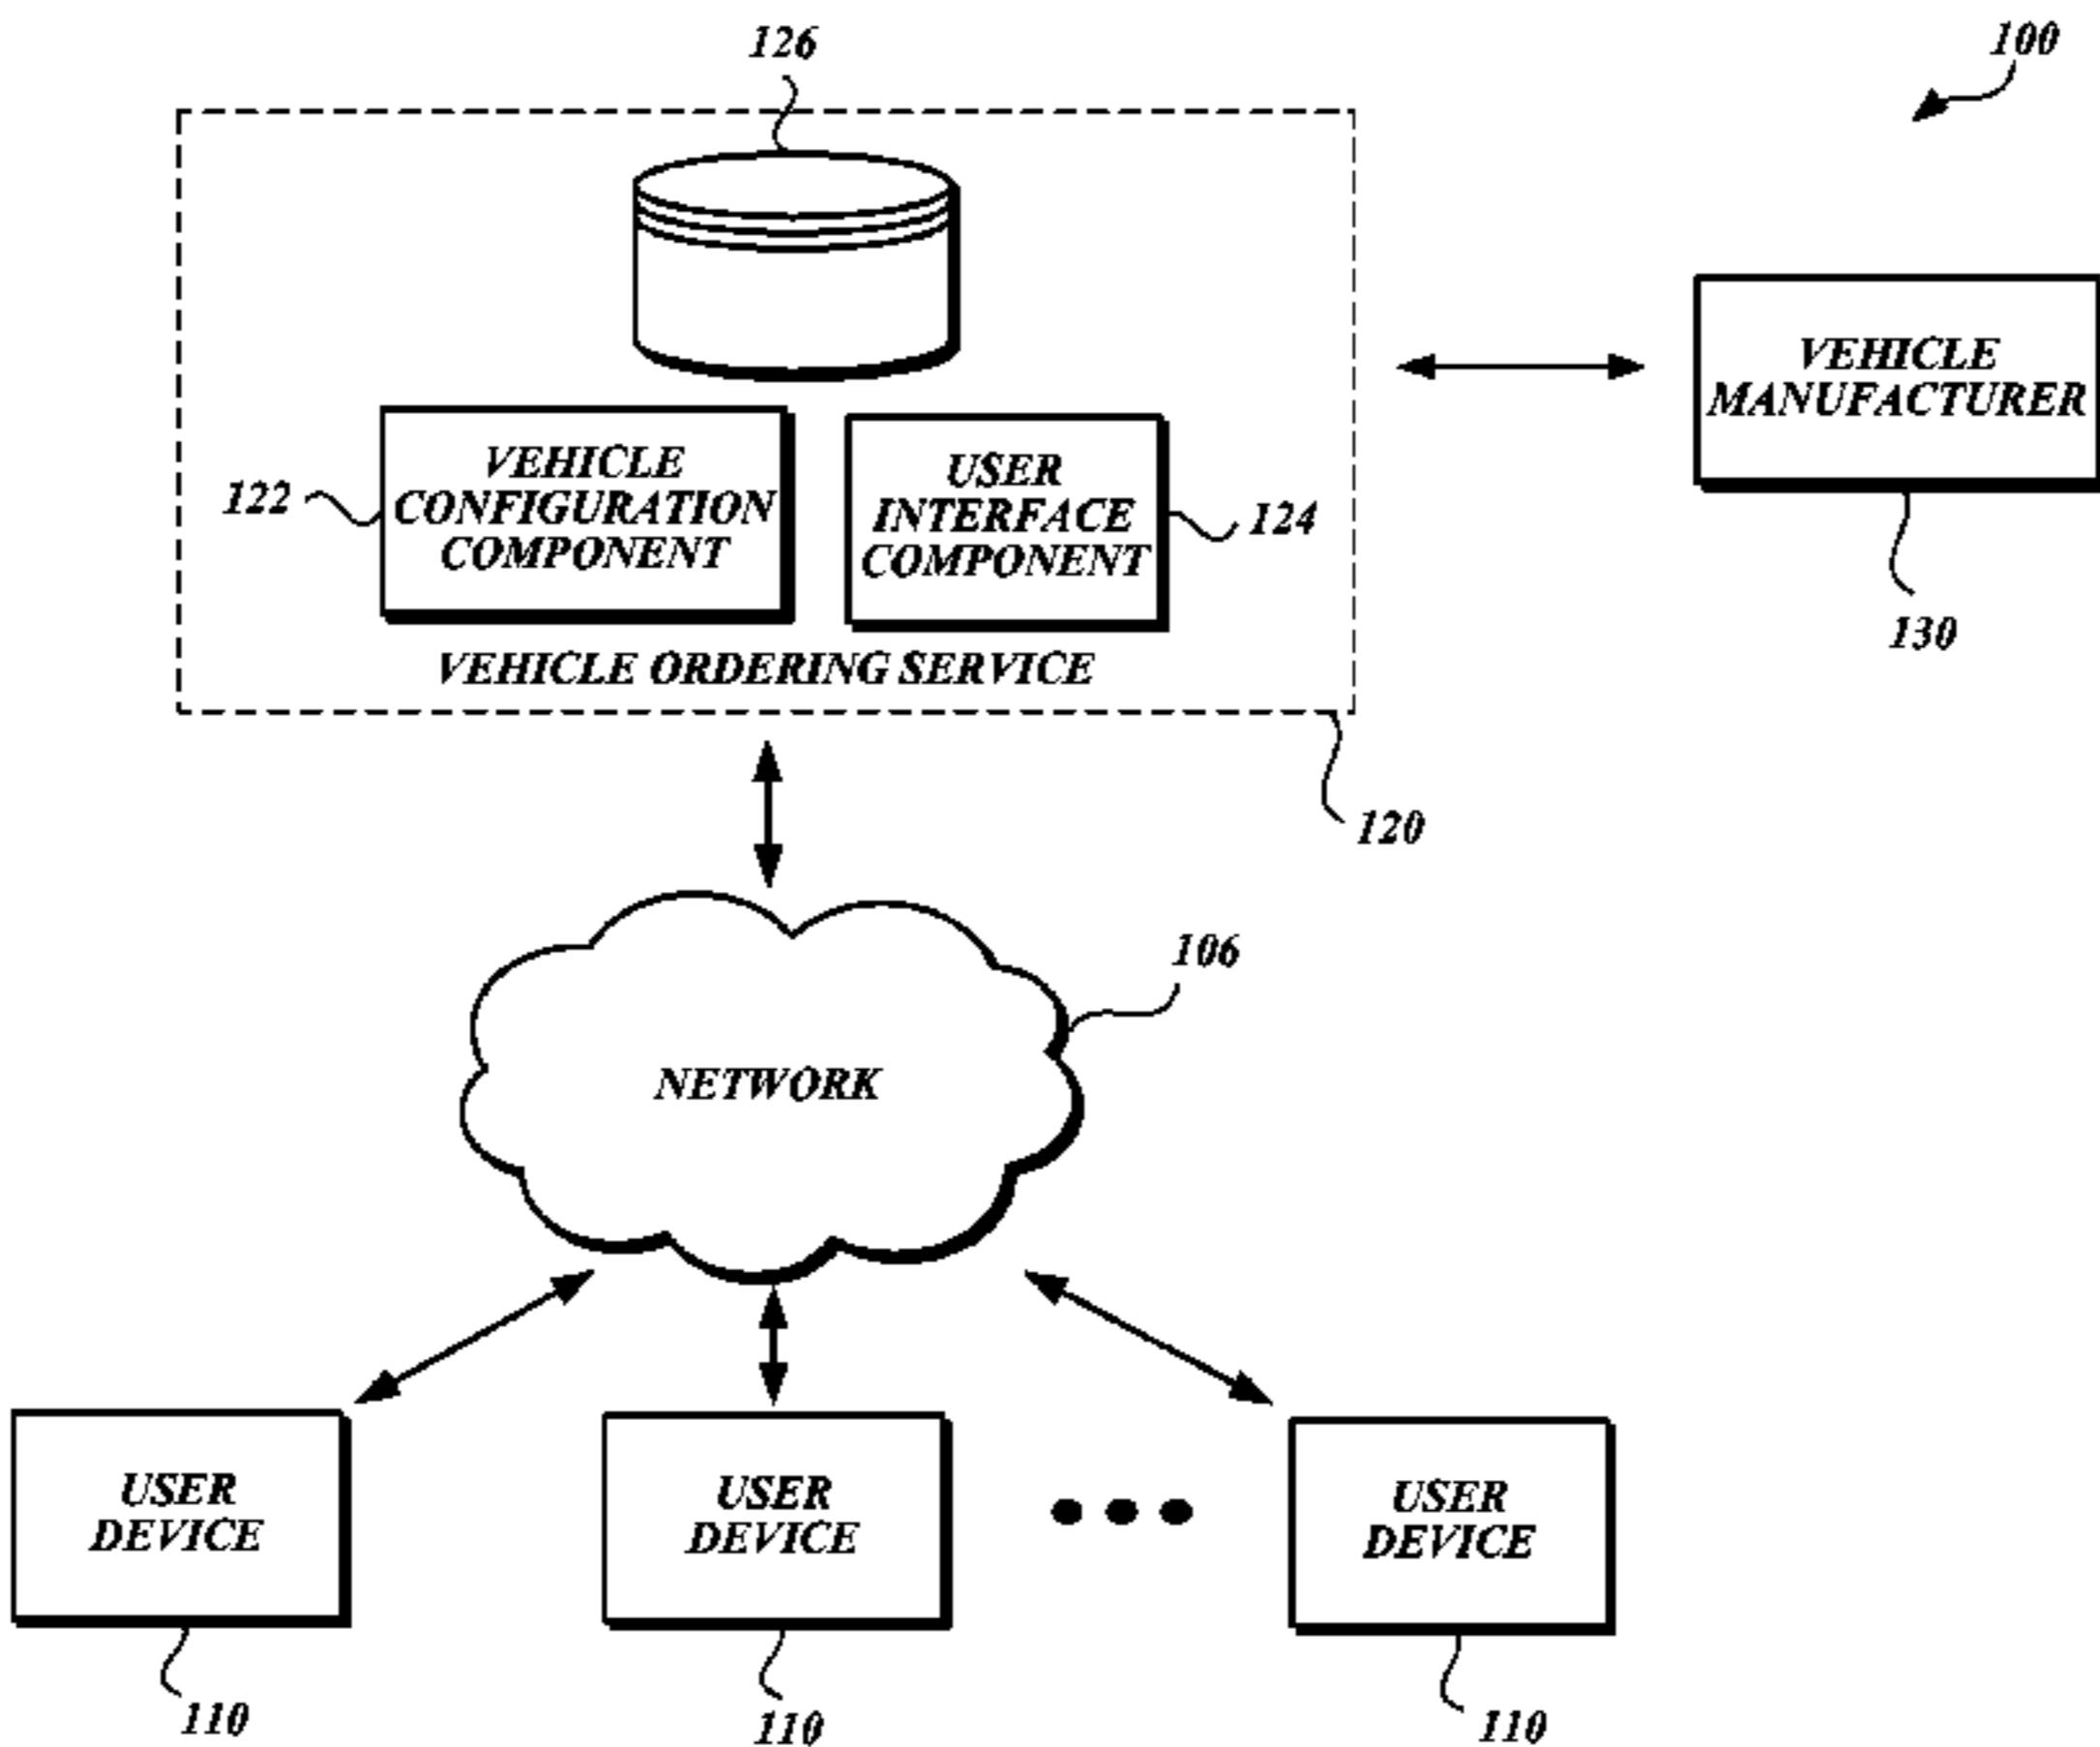 126
100
VEHICLE
MANUFACTURER
130
122
VEHICLE
CONFIGURATION
COMPONENT
USER
INTERFACE
COMPONENT
124
VEHICLE ORDERING SERVICE
120
106
NETWORK
USER
DEVICE
110
USER
DEVICE
110
USER
DEVICE
110